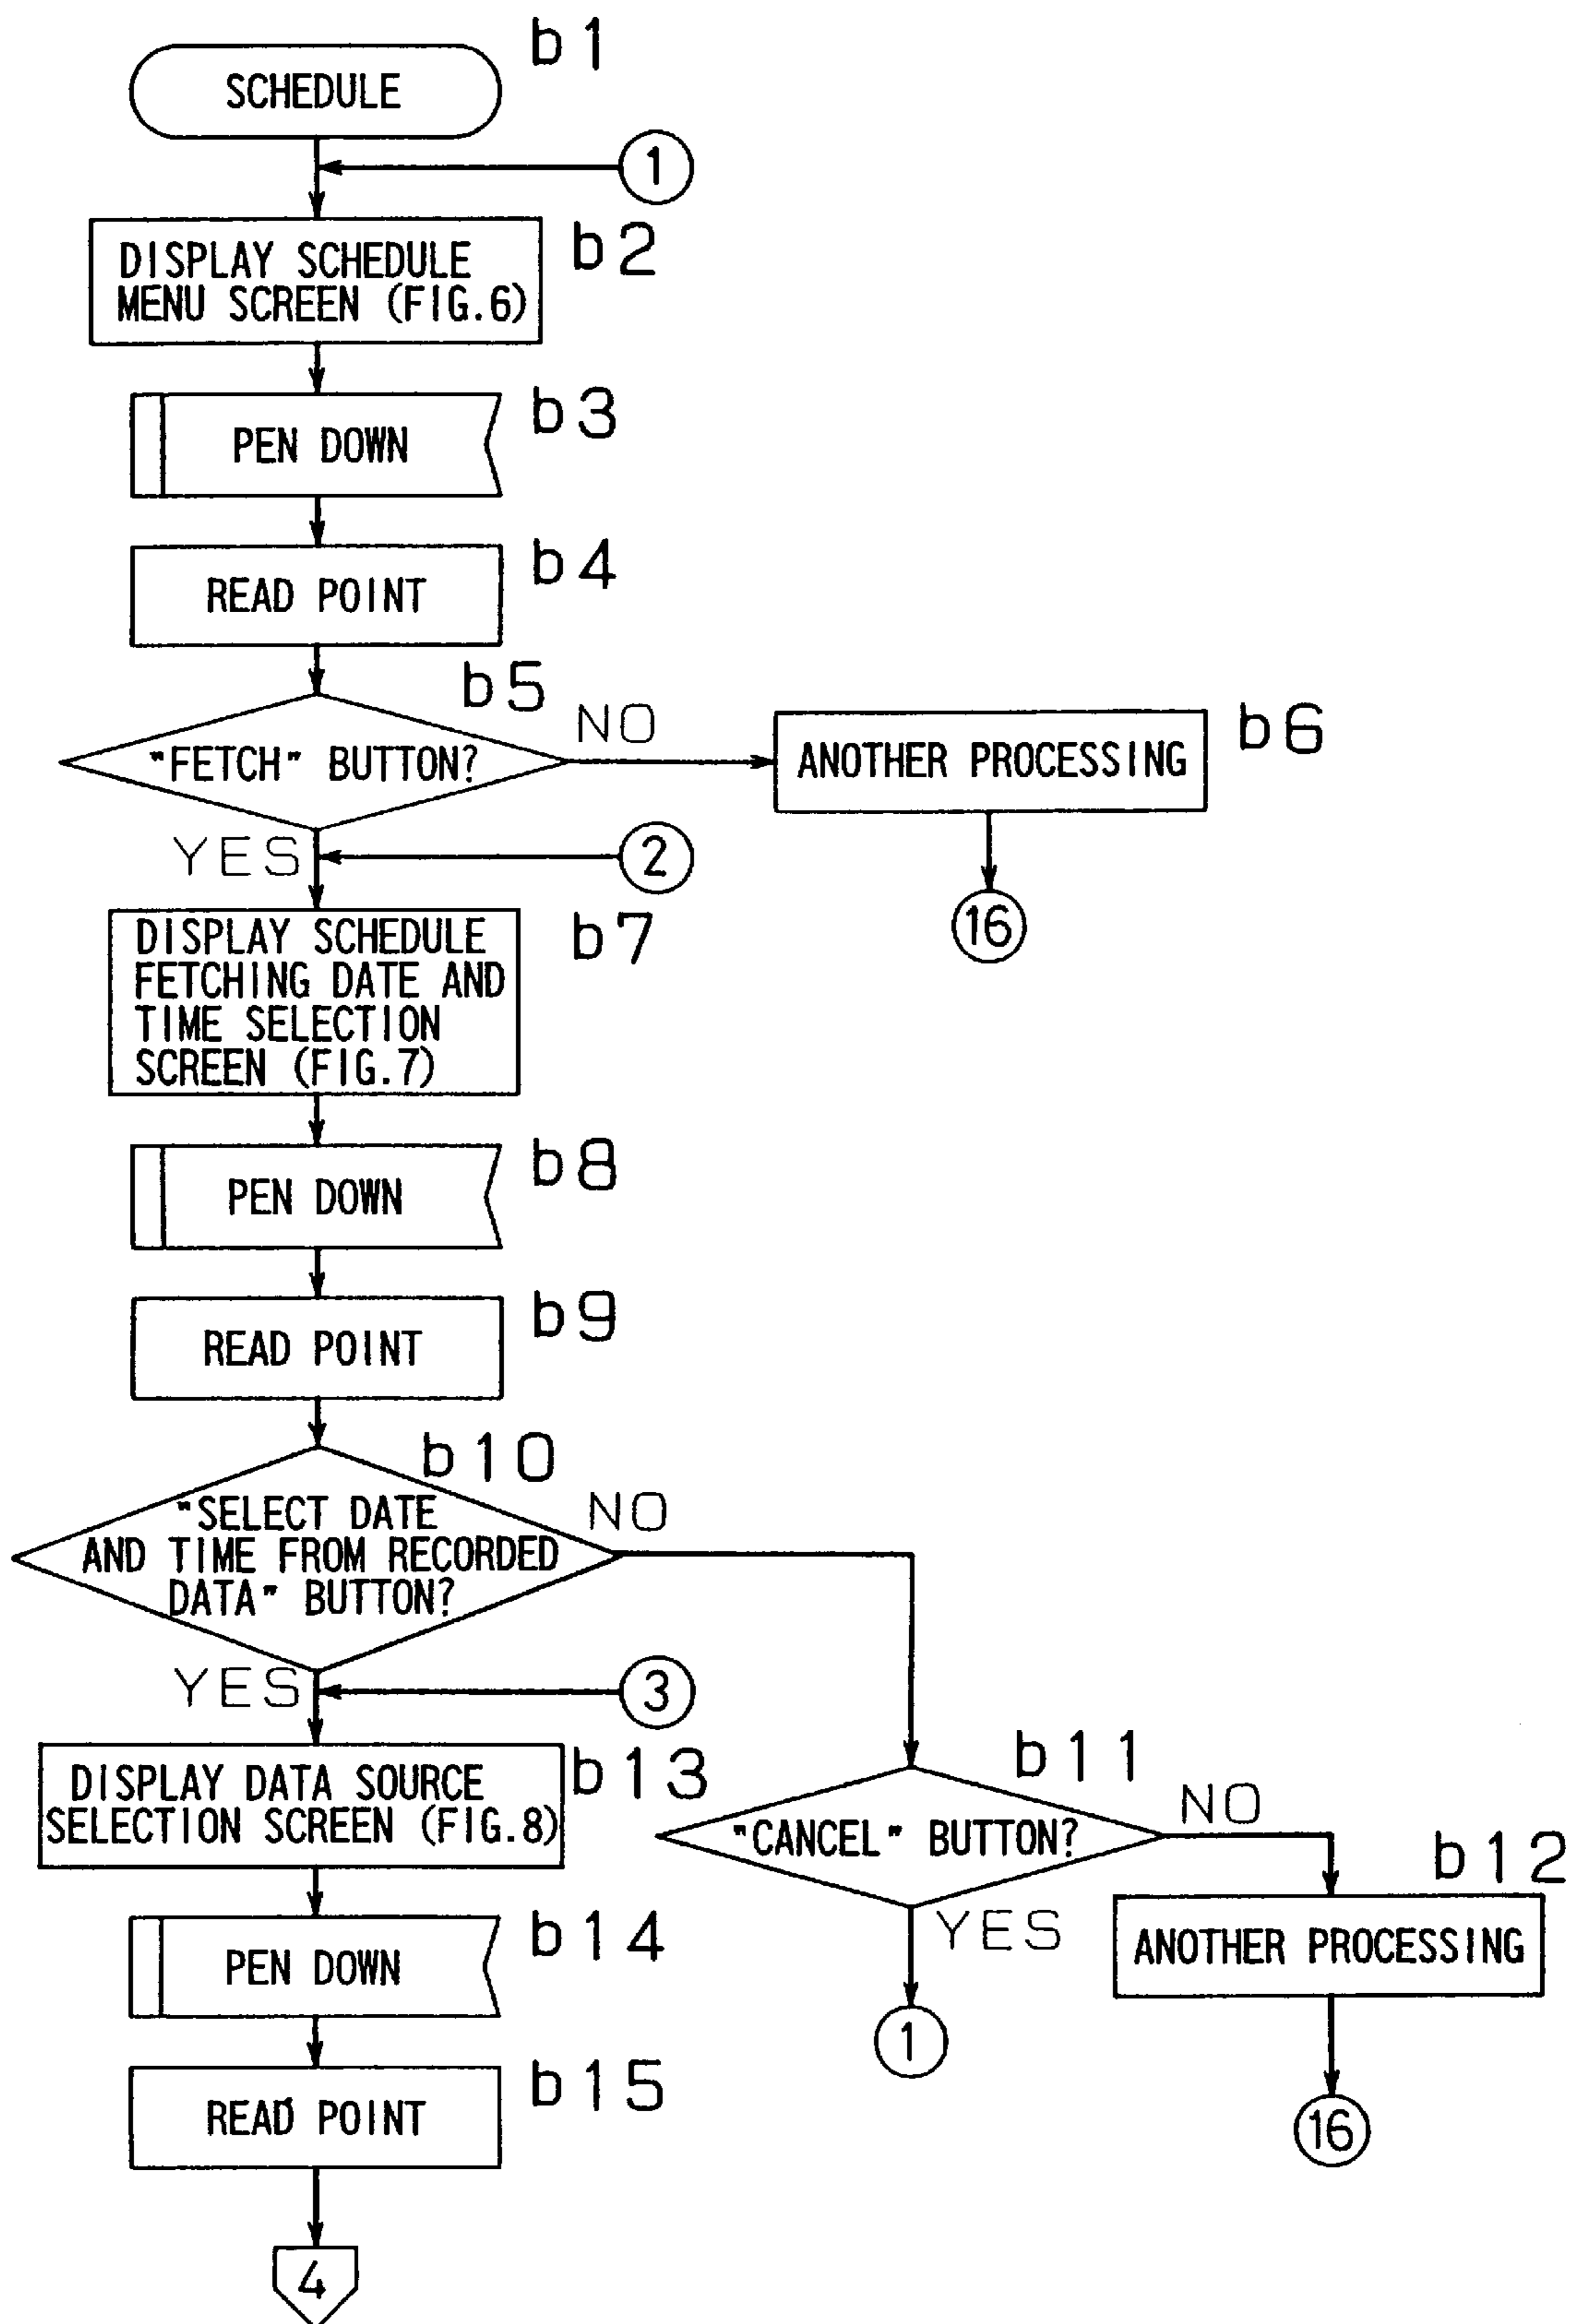 b1
SCHEDULE
1
b2
DISPLAY SCHEDULE
MENU SCREEN (FIG.6)
b3
PEN DOWN
b4
READ POINT
b5
"FETCH" BUTTON?
NO
b6
ANOTHER PROCESSING
YES
2
16
b7
DISPLAY SCHEDULE
FETCHING DATE AND
TIME SELECTION
SCREEN (FIG.7)
b8
PEN DOWN
b9
READ POINT
b10
"SELECT DATE
AND TIME FROM RECORDED
DATA" BUTTON?
NO
YES
3
b13
DISPLAY DATA SOURCE
SELECTION SCREEN (FIG.8)
b11
"CANCEL" BUTTON?
NO
b12
ANOTHER PROCESSING
YES
b14
PEN DOWN
1
16
b15
READ POINT
4